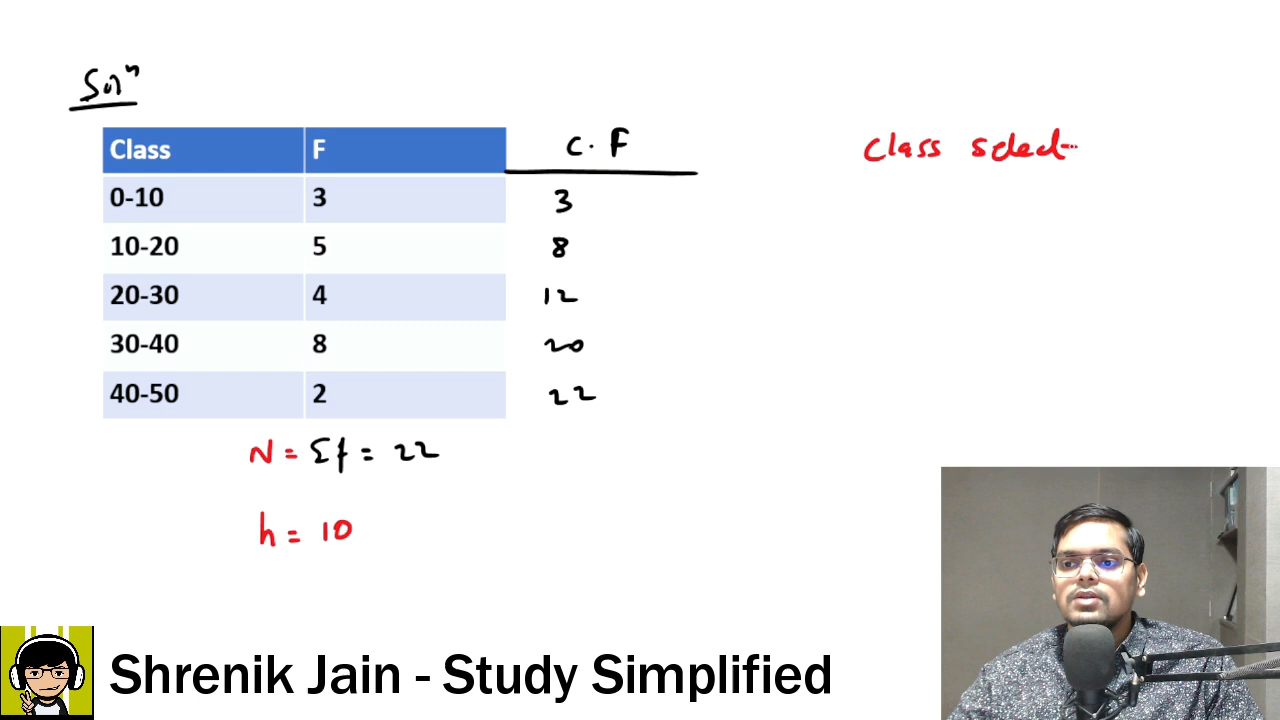 Solⁿ
Class F C.F
0-10 3 3
10-20 5 8
20-30 4 12
30-40 8 20
40-50 2 22
N = Σf = 22
h = 10
Class select
Shrenik Jain - Study Simplified